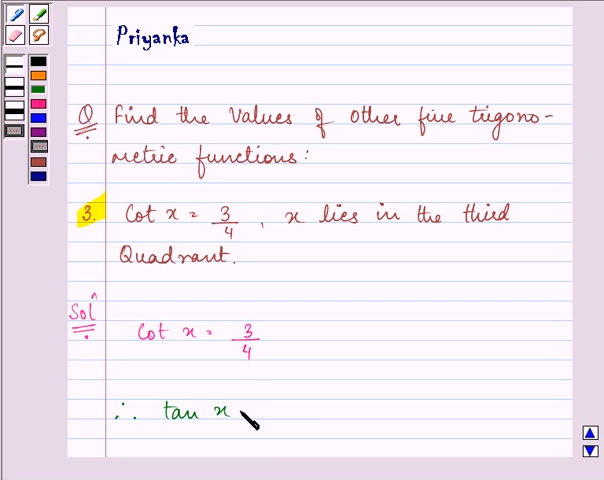 Priyanka
Q Find the Values of other five trigono-
metric functions:
3. Cot x = 3/4, x lies in the third
Quadrant.
Sol^n
Cot x = 3/4
∴ tan x